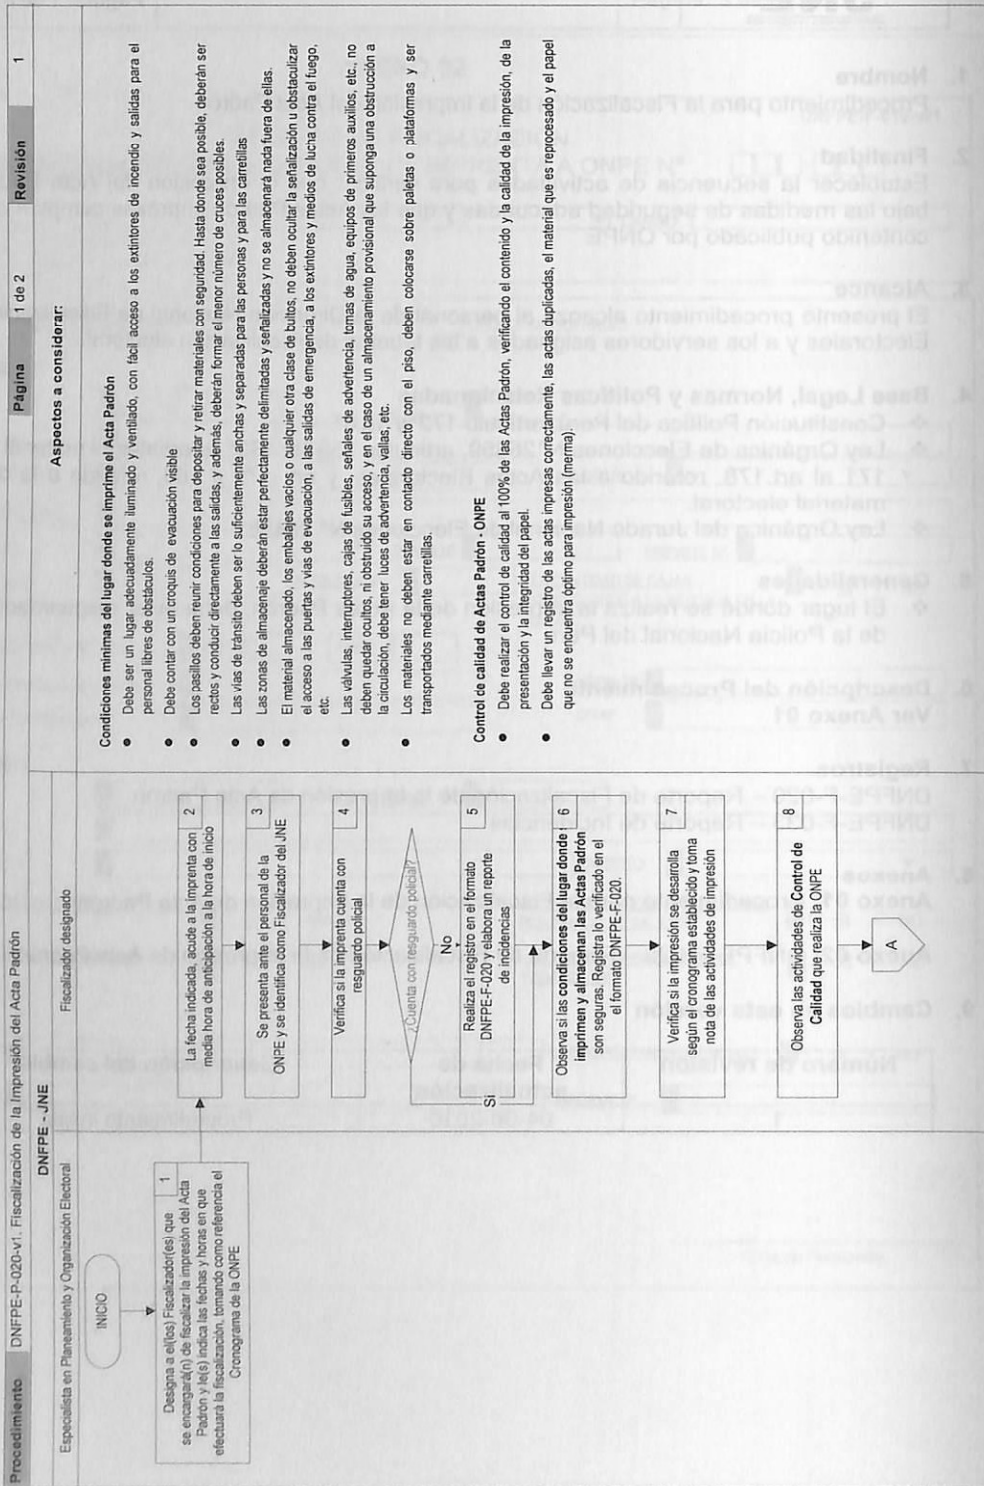 Procedimiento DNFPE-P-020-v1. Fiscalización de la Impresión del Acta Padrón Página 1 de 2 Revisión 1
DNFPE - JNE
Especialista en Planeamiento y Organización Electoral
Fiscalizador designado
Aspectos a considerar:
INICIO
1
Designa a el(los) Fiscalizador(es) que
se encargará(n) de fiscalizar la impresión del Acta
Padrón y le(s) indica las fechas y horas en que
efectuará la fiscalización, tomando como referencia el
Cronograma de la ONPE
2
La fecha indicada, acude a la imprenta con
media hora de anticipación a la hora de inicio
3
Se presenta ante el personal de la
ONPE y se identifica como Fiscalizador del JNE
4
Verifica si la imprenta cuenta con
resguardo policial
¿Cuenta con resguardo policial?
No
Si
5
Realiza el registro en el formato
DNFPE-F-020 y elabora un reporte
de incidencias
6
Observa si las condiciones del lugar donde
imprimen y almacenan las Actas Padrón
son seguras. Registra lo verificado en el
el formato DNFPE-F-020.
7
Verifica si la impresión se desarrolla
según el cronograma establecido y toma
nota de las actividades de impresión
8
Observa las actividades de Control de
Calidad que realiza la ONPE
A
Condiciones mínimas del lugar donde se imprime el Acta Padrón
● Debe ser un lugar adecuadamente iluminado y ventilado, con fácil acceso a los extintores de incendio y salidas para el
personal libres de obstáculos.
● Debe contar con un croquis de evacuación visible
● Los pasillos deben reunir condiciones para depositar y retirar materiales con seguridad. Hasta donde sea posible, deberán ser
rectos y conducir directamente a las salidas, y además, deberán formar el menor número de cruces posibles.
● Las vías de tránsito deben ser lo suficientemente anchas y separadas para las personas y para las carretillas
● Las zonas de almacenaje deberán estar perfectamente delimitadas y señalizadas y no se almacenará nada fuera de ellas.
● El material almacenado, los embalajes vacíos o cualquier otra clase de bultos, no deben ocultar la señalización u obstaculizar
el acceso a las puertas y vías de evacuación, a las salidas de emergencia, a los extintores y medios de lucha contra el fuego,
etc.
● Las válvulas, interruptores, cajas de fusibles, señales de advertencia, tomas de agua, equipos de primeros auxilios, etc., no
deben quedar ocultos, ni obstruido su acceso, y en el caso de un almacenamiento provisional que suponga una obstrucción a
la circulación, debe tener luces de advertencia, vallas, etc.
● Los materiales no deben estar en contacto directo con el piso, deben colocarse sobre paletas o plataformas y ser
transportados mediante carretillas.
Control de calidad de Actas Padrón - ONPE
● Debe realizar el control de calidad al 100% de las Actas Padrón, verificando el contenido y la calidad de la impresión, de la
presentación y la integridad del papel.
● Debe llevar un registro de las actas impresas correctamente, las actas duplicadas, el material que es reprocesado y el papel
que no se encuentra óptimo para impresión (merma).